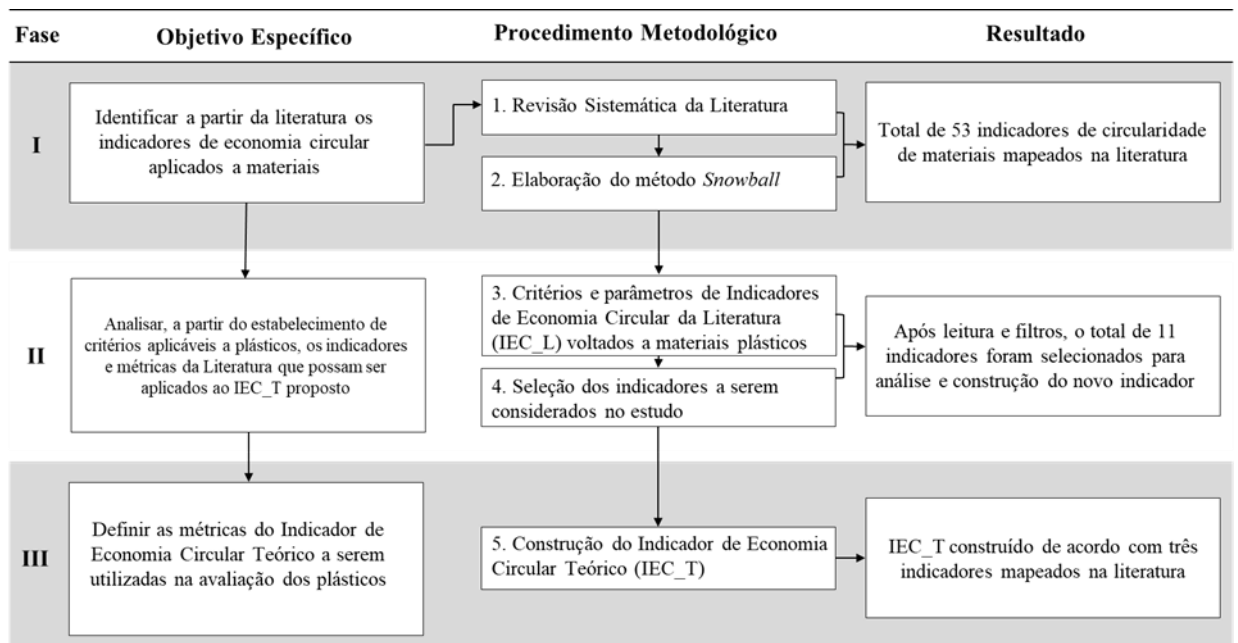 Fase
Objetivo Específico
Procedimento Metodológico
Resultado
I
Identificar a partir da literatura os
indicadores de economia circular
aplicados a materiais
1. Revisão Sistemática da Literatura
2. Elaboração do método Snowball
Total de 53 indicadores de circularidade
de materiais mapeados na literatura
II
Analisar, a partir do estabelecimento de
critérios aplicáveis a plásticos, os indicadores
e métricas da Literatura que possam ser
aplicados ao IEC_T proposto
3. Critérios e parâmetros de Indicadores
de Economia Circular da Literatura
(IEC_L) voltados a materiais plásticos
4. Seleção dos indicadores a serem
considerados no estudo
Após leitura e filtros, o total de 11
indicadores foram selecionados para
análise e construção do novo indicador
III
Definir as métricas do Indicador de
Economia Circular Teórico a serem
utilizadas na avaliação dos plásticos
5. Construção do Indicador de Economia
Circular Teórico (IEC_T)
IEC_T construído de acordo com três
indicadores mapeados na literatura